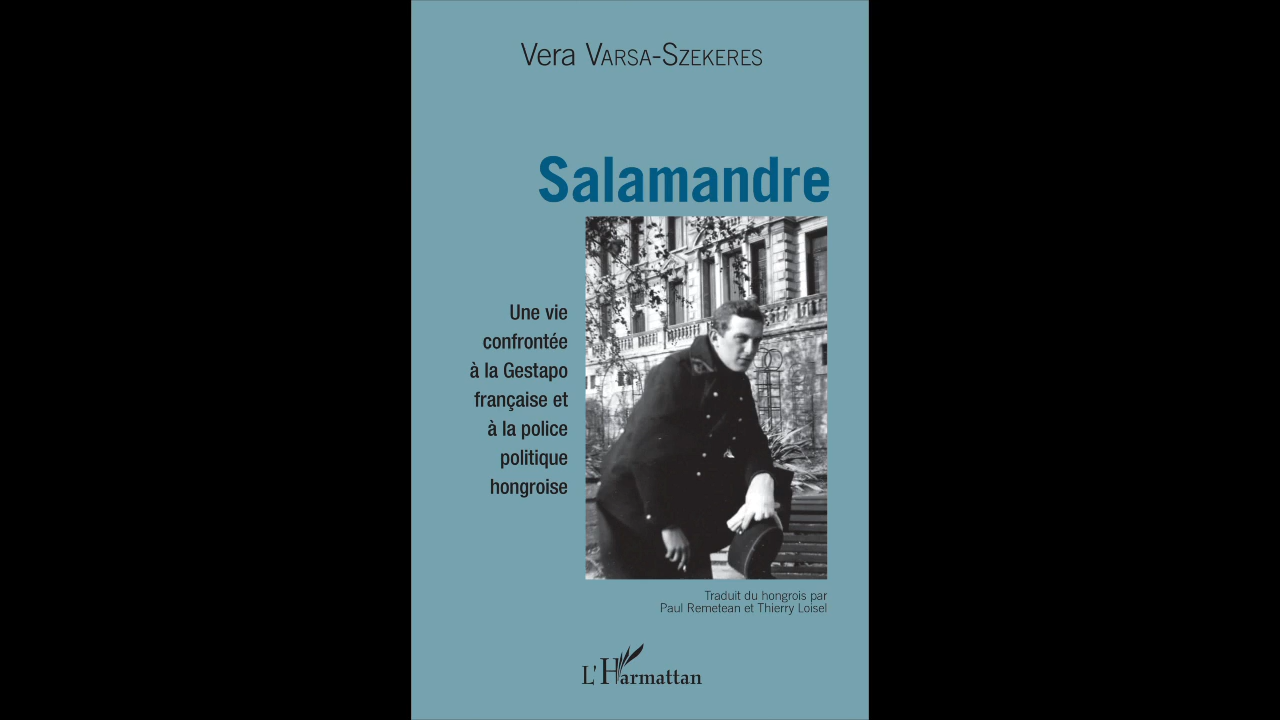 Vera VARSA-SZEKERES
Salamandre
Une vie
confrontée
à la Gestapo
française et
à la police
politique
hongroise
Traduit du hongrois par
Paul Remetean et Thierry Loisel
L'Harmattan